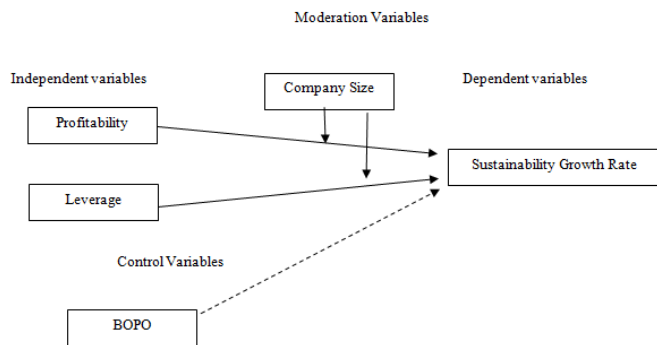 Moderation Variables
Independent variables
Dependent variables
Company Size
Profitability
Sustainability Growth Rate
Leverage
Control Variables
BOPO